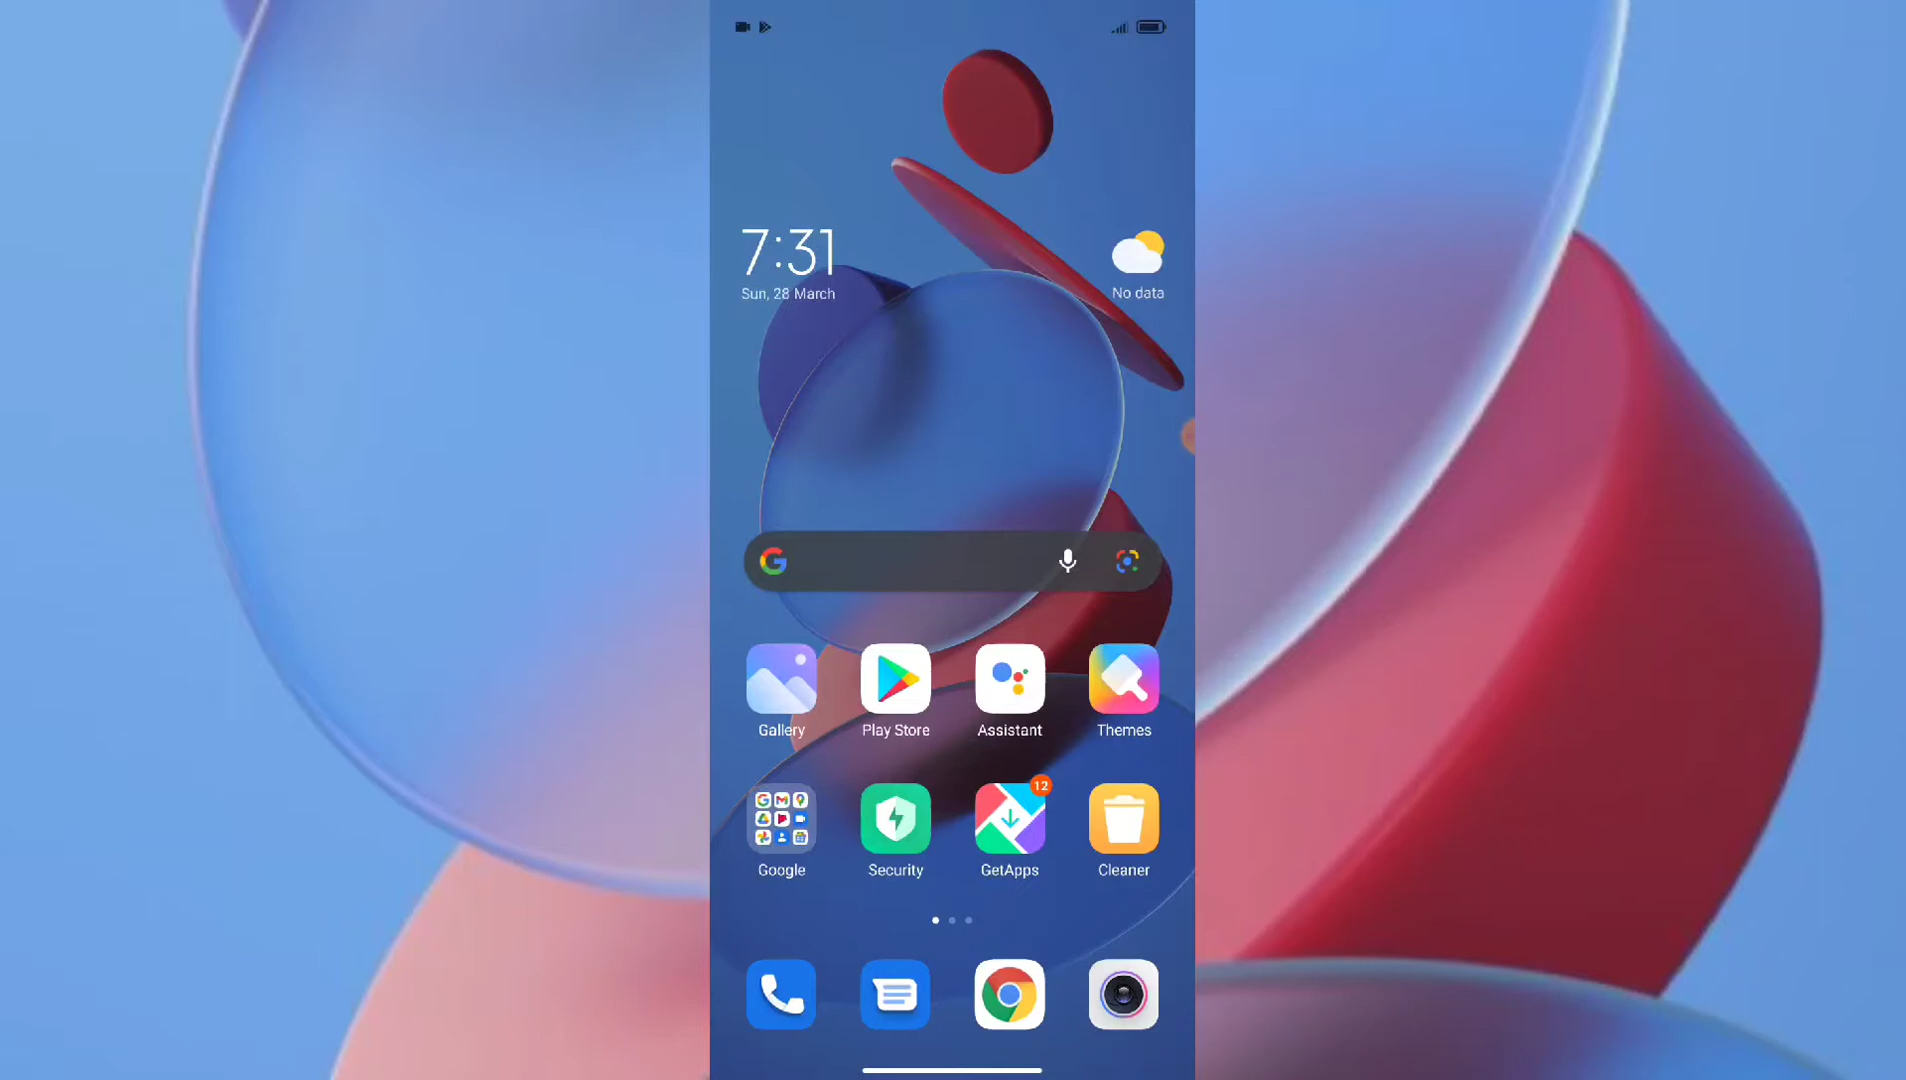 7:31
Sun, 28 March
No data
Gallery
Play Store
Assistant
Themes
12
Google
Security
GetApps
Cleaner